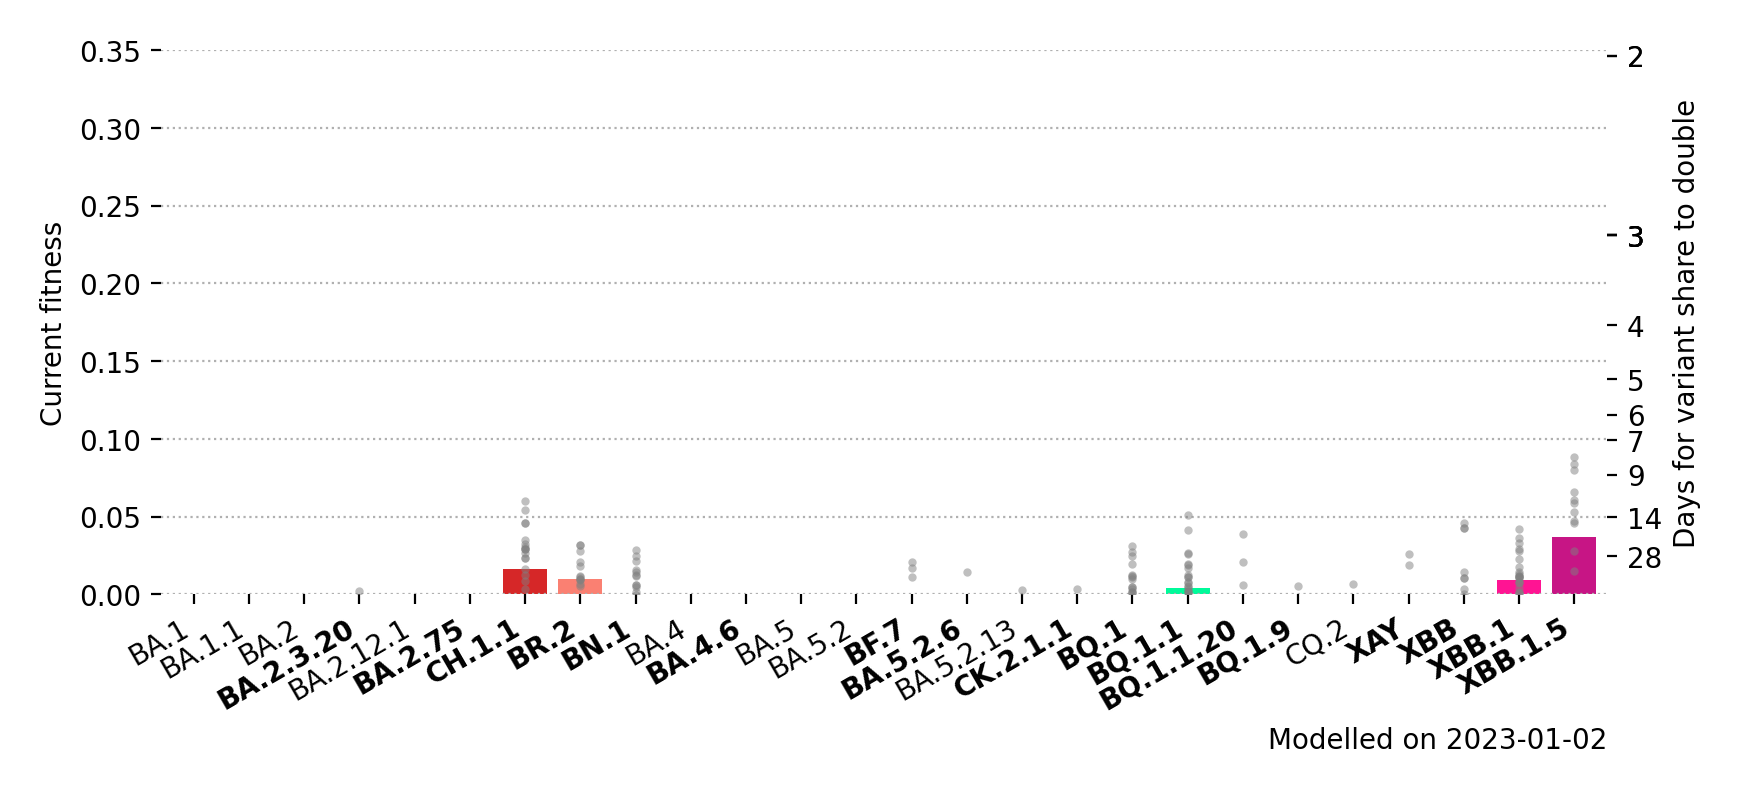 0.35
0.30
0.25
0.20
0.15
0.10
0.05
0.00
Current fitness
2
3
4
5
6
7
9
14
28
Days for variant share to double
BA.1
BA.1.1
BA.2
BA.2.3.20
BA.2.12.1
BA.2.75
CH.1.1
BR.2
BN.1
BA.4
BA.4.6
BA.5
BA.5.2
BF.7
BA.5.2.6
BA.5.2.13
CK.2.1.1
BQ.1
BQ.1.1
BQ.1.1.20
BQ.1.9
CQ.2
XAY
XBB
XBB.1
XBB.1.5
Modelled on 2023-01-02